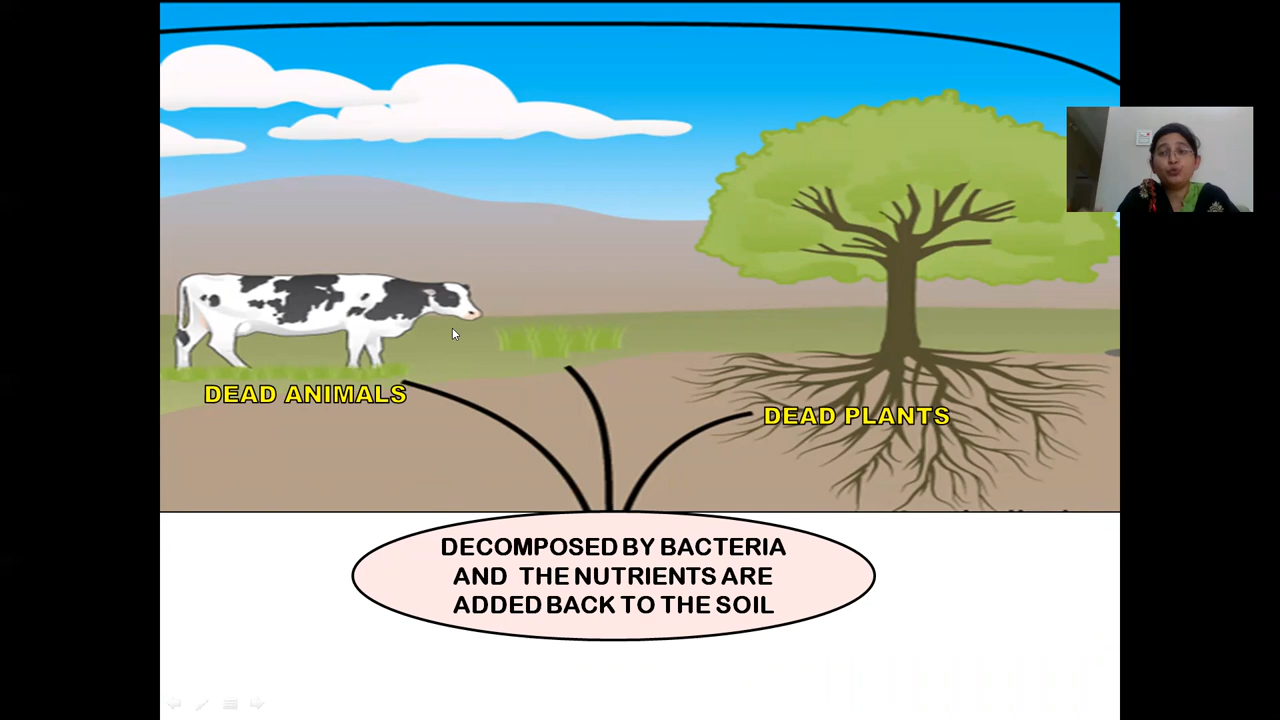 DEAD ANIMALS
DEAD PLANTS
DECOMPOSED BY BACTERIA
AND THE NUTRIENTS ARE
ADDED BACK TO THE SOIL